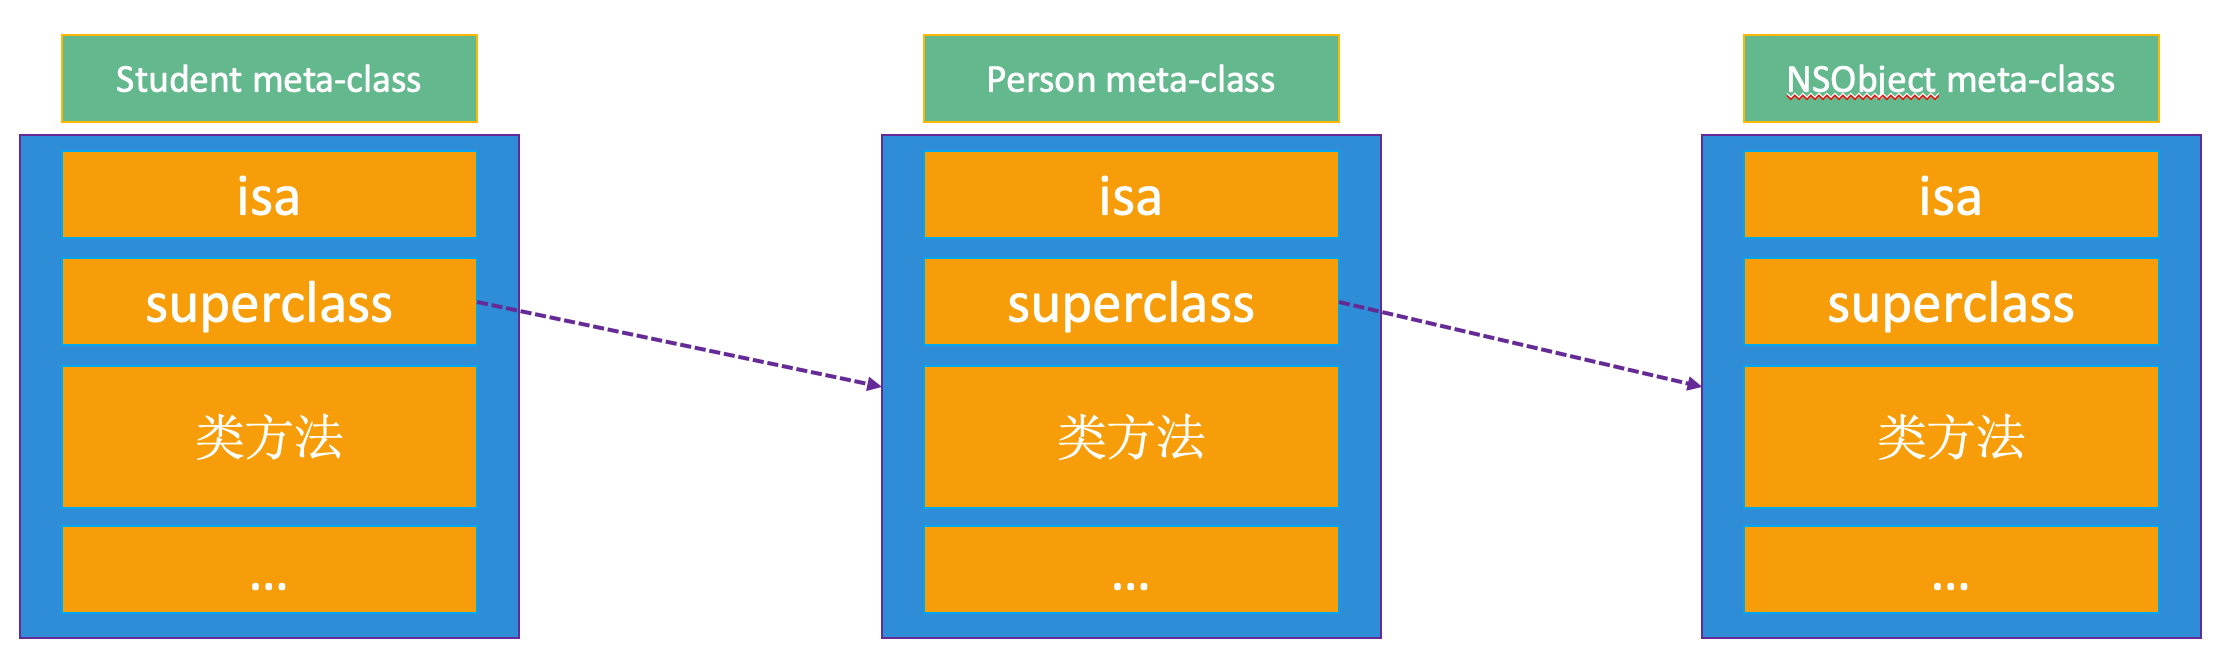 Student meta-class
isa
superclass
类方法
...
Person meta-class
isa
superclass
类方法
...
NSObject meta-class
isa
superclass
类方法
...